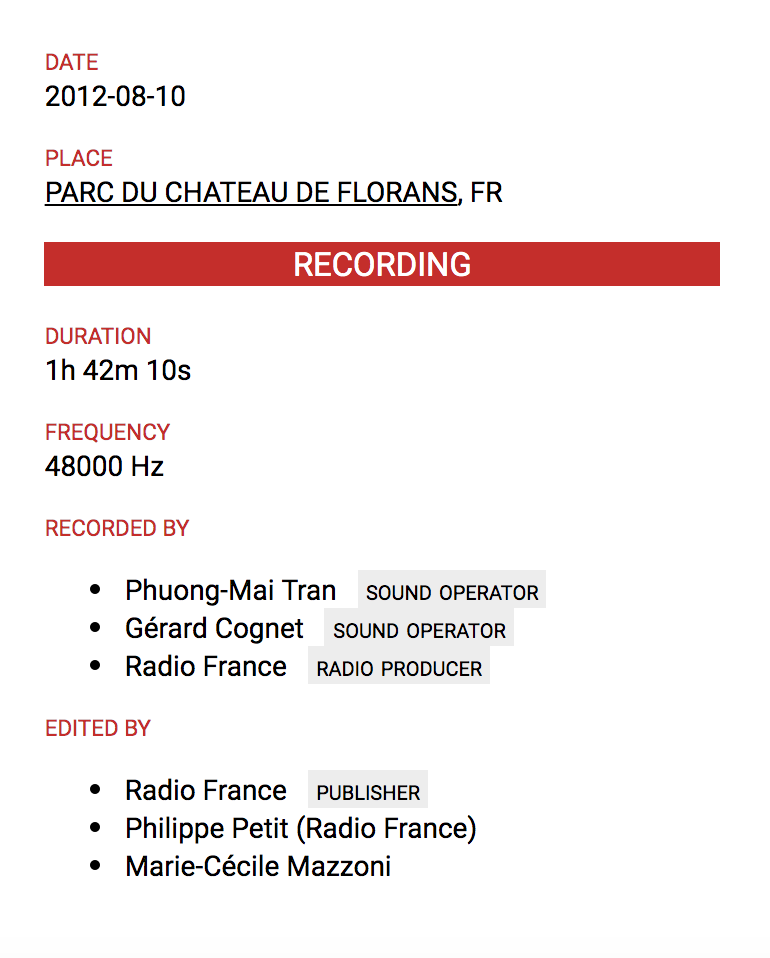 DATE
2012-08-10
PLACE
PARC DU CHATEAU DE FLORANS, FR
RECORDING
DURATION
1h 42m 10s
FREQUENCY
48000 Hz
RECORDED BY
• Phuong-Mai Tran SOUND OPERATOR
• Gérard Cognet SOUND OPERATOR
• Radio France RADIO PRODUCER
EDITED BY
• Radio France PUBLISHER
• Philippe Petit (Radio France)
• Marie-Cécile Mazzoni